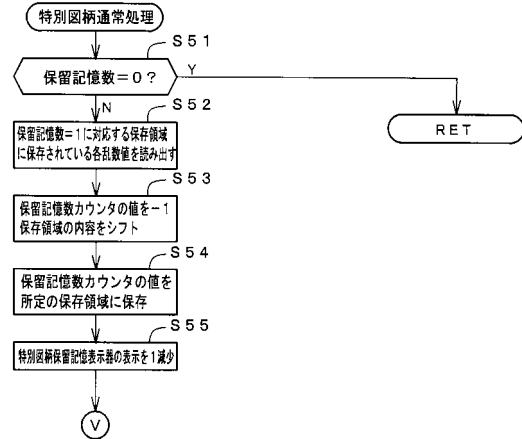 特別図柄通常処理
S51
保留記憶数=0?
Y
N
RET
S52
保留記憶数=1に対応する保存領域
に保存されている各乱数値を読み出す
S53
保留記憶数カウンタの値を-1
保存領域の内容をシフト
S54
保留記憶数カウンタの値を
所定の保存領域に保存
S55
特別図柄保留記憶表示器の表示を1減少
V